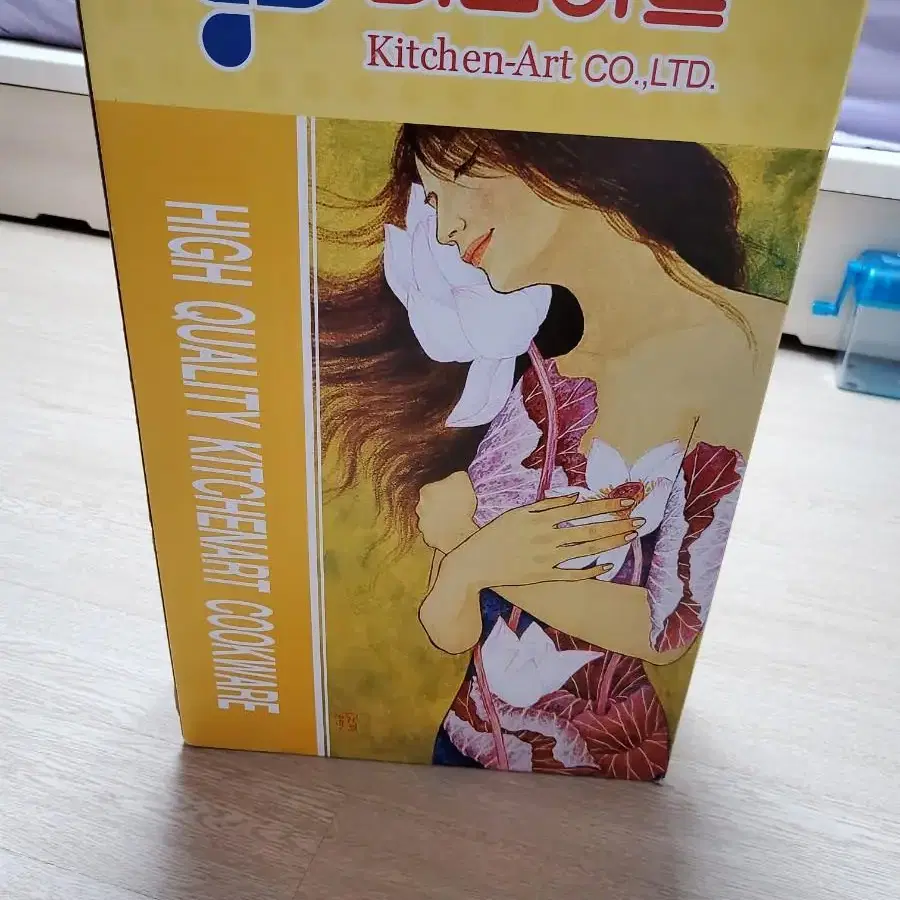 Kitchen-Art CO.,LTD.
HIGH QUALITY KITCHENART COOKWARE